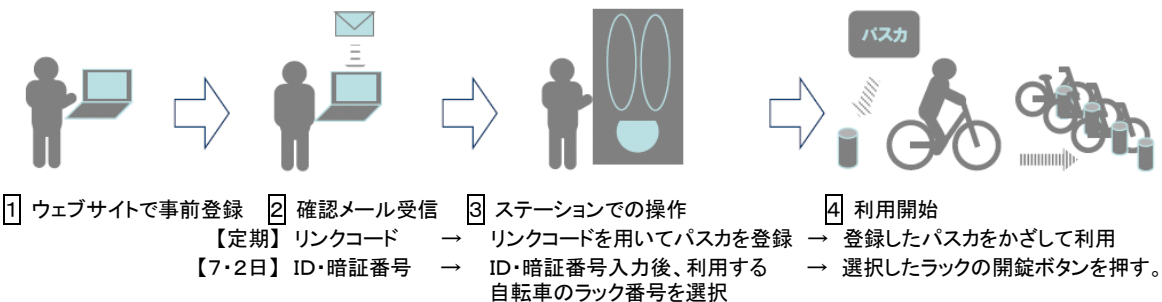 パスカ
1 ウェブサイトで事前登録 2 確認メール受信 3 ステーションでの操作 4 利用開始
【定期】 リンクコード → リンクコードを用いてパスカを登録 → 登録したパスカをかざして利用
【7・2日】 ID・暗証番号 → ID・暗証番号入力後、利用する → 選択したラックの開錠ボタンを押す。
自転車のラック番号を選択